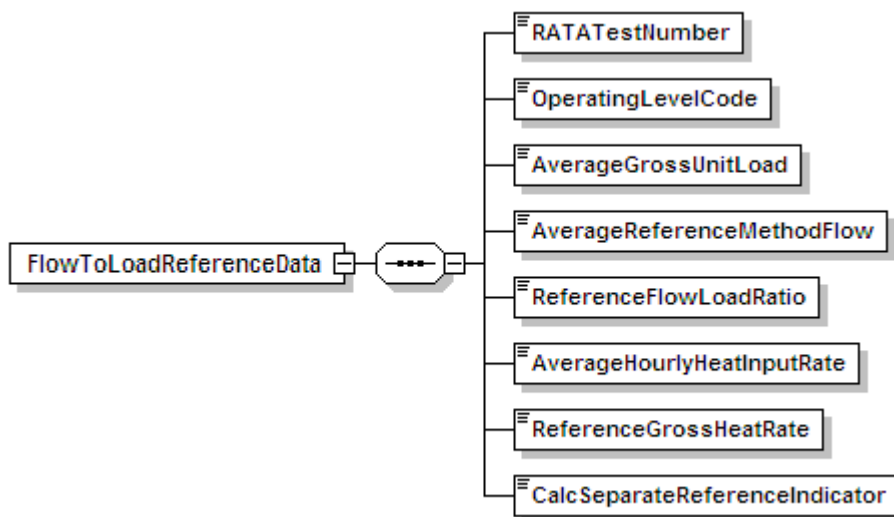 RATATestNumber
OperatingLevelCode
AverageGrossUnitLoad
AverageReferenceMethodFlow
FlowToLoadReferenceData
ReferenceFlowLoadRatio
AverageHourlyHeatInputRate
ReferenceGrossHeatRate
CalcSeparateReferenceIndicator